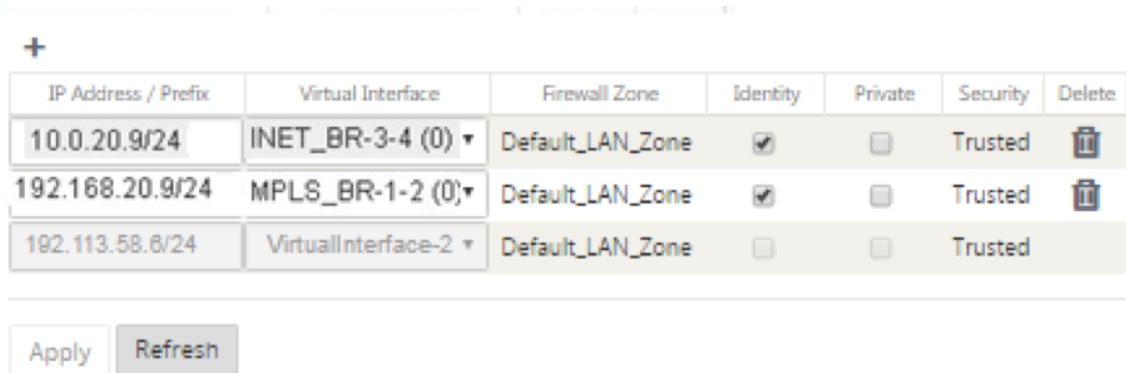 +
IP Address / Prefix Virtual Interface Firewall Zone Identity Private Security Delete
10.0.20.9/24 INET_BR-3-4 (0) Default_LAN_Zone Trusted
192.168.20.9/24 MPLS_BR-1-2 (0) Default_LAN_Zone Trusted
192.113.58.6/24 VirtualInterface-2 Default_LAN_Zone Trusted
Apply Refresh